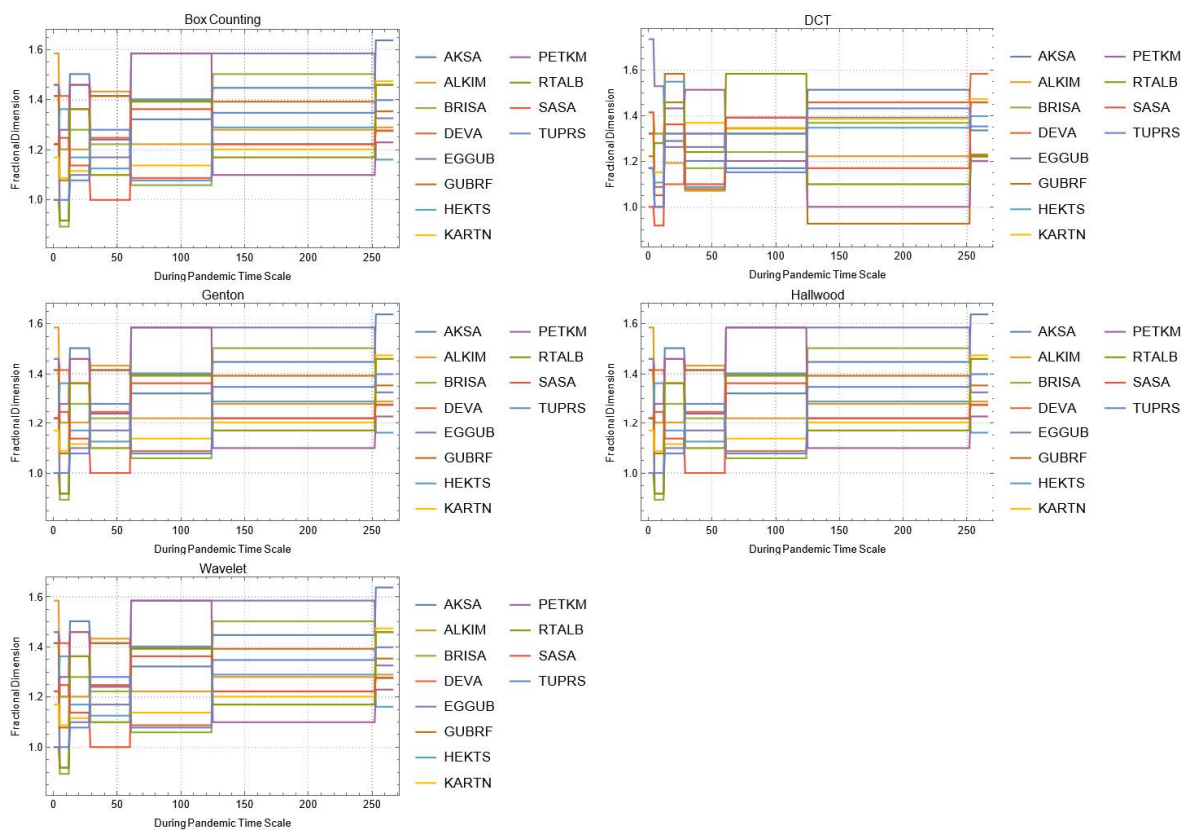 Box Counting
1.6
1.4
1.2
1.0
Fractional Dimension
0 50 100 150 200 250
During Pandemic Time Scale
AKSA PETKM
ALKIM RTALB
BRISA SASA
DEVA TUPRS
EGGUB
GUBRF
HEKTS
KARTN
DCT
1.6
1.4
1.2
1.0
Fractional Dimension
0 50 100 150 200 250
During Pandemic Time Scale
AKSA PETKM
ALKIM RTALB
BRISA SASA
DEVA TUPRS
EGGUB
GUBRF
HEKTS
KARTN
Genton
1.6
1.4
1.2
1.0
Fractional Dimension
0 50 100 150 200 250
During Pandemic Time Scale
AKSA PETKM
ALKIM RTALB
BRISA SASA
DEVA TUPRS
EGGUB
GUBRF
HEKTS
KARTN
Hallwood
1.6
1.4
1.2
1.0
Fractional Dimension
0 50 100 150 200 250
During Pandemic Time Scale
AKSA PETKM
ALKIM RTALB
BRISA SASA
DEVA TUPRS
EGGUB
GUBRF
HEKTS
KARTN
Wavelet
1.6
1.4
1.2
1.0
Fractional Dimension
0 50 100 150 200 250
During Pandemic Time Scale
AKSA PETKM
ALKIM RTALB
BRISA SASA
DEVA TUPRS
EGGUB
GUBRF
HEKTS
KARTN